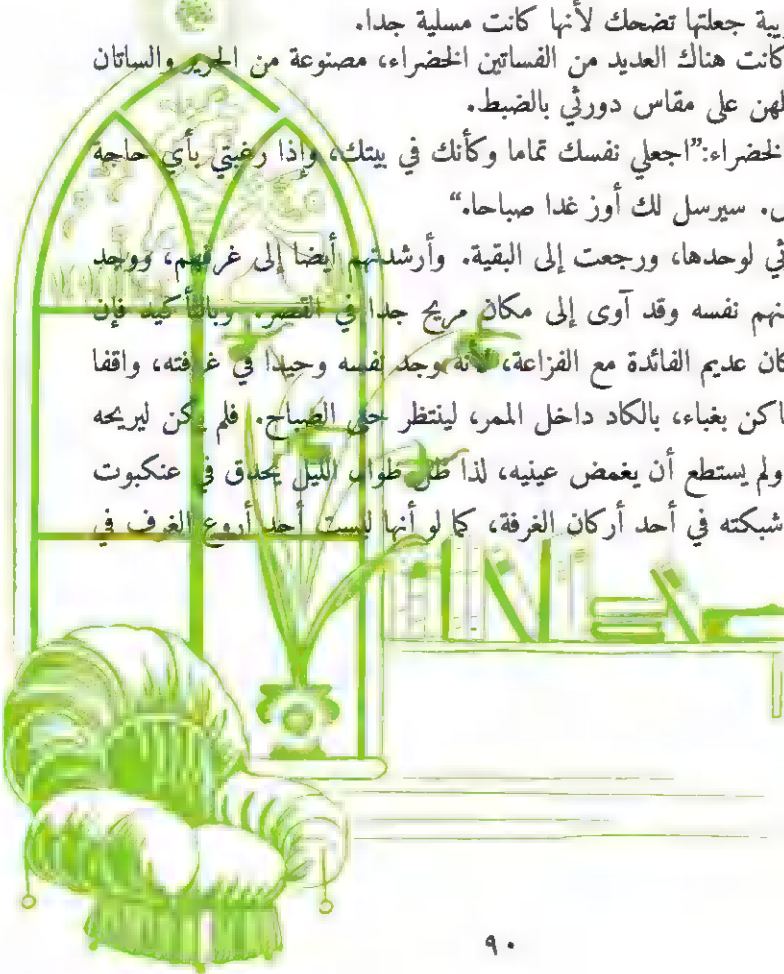 ريبة جعلتها تضحك لأنها كانت مسلية جدا.
كانت هناك العديد من الفساتين الخضراء، مصنوعة من الحرير والساتان
لهن على مقاس دورثي بالضبط.
لخضراء:"اجعلي نفسك تماما وكأنك في بيتك، وإذا رغبتي بأي حاجة
سيرسل لك أوز غدا صباحا."
ثي لوحدها، ورجعت إلى البقية. وأرشدتهم أيضا إلى غرفهم، ووجد
نهم نفسه وقد آوى إلى مكان مريح جدا في القصر. وبالتأكيد فإن
كان عديم الفائدة مع الفزاعة، لأنه وجد نفسه وحيدا في غرفته، واقفا
اكن بغباء، بالكاد داخل الممر، لينتظر حتى الصباح. فلم يكن ليريحه
ولم يستطع أن يغمض عينيه، لذا ظل طوال الليل يحدق في عنكبوت
شبكته في أحد أركان الغرفة، كما لو أنها ليست أحد أروع الغرف في
٩٠